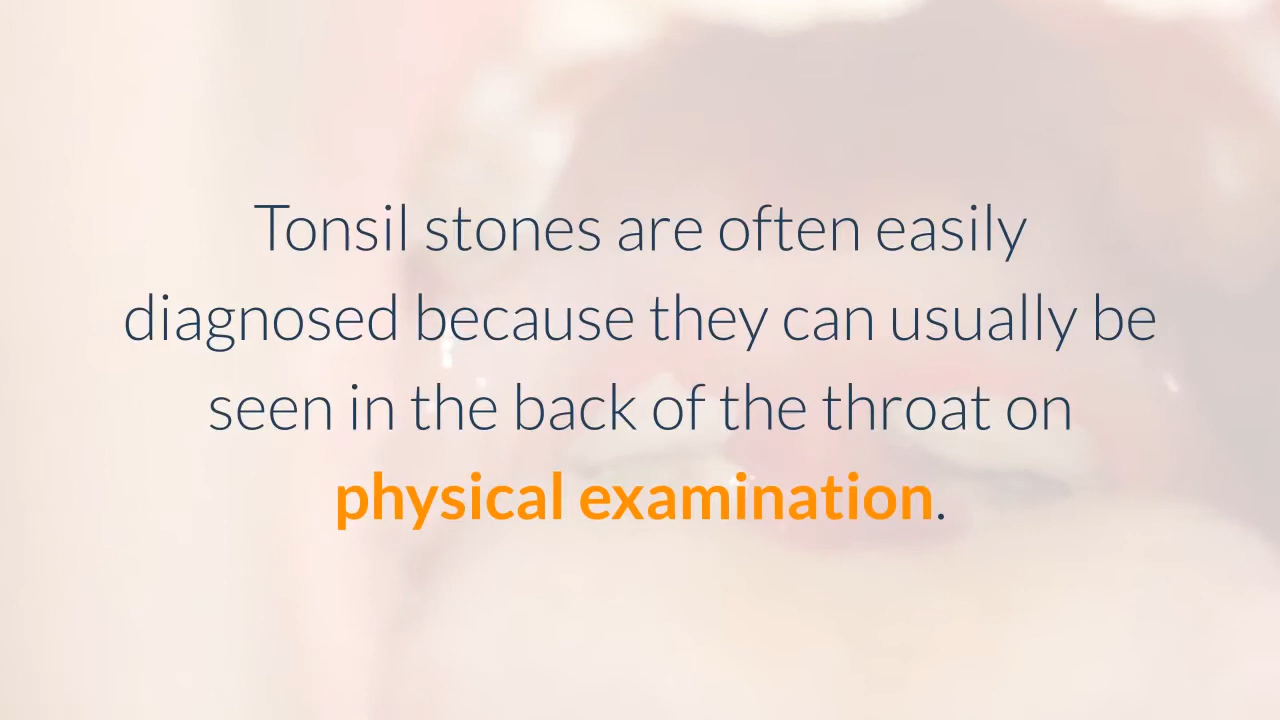 Tonsil stones are often easily
diagnosed because they can usually be
seen in the back of the throat on
physical examination.